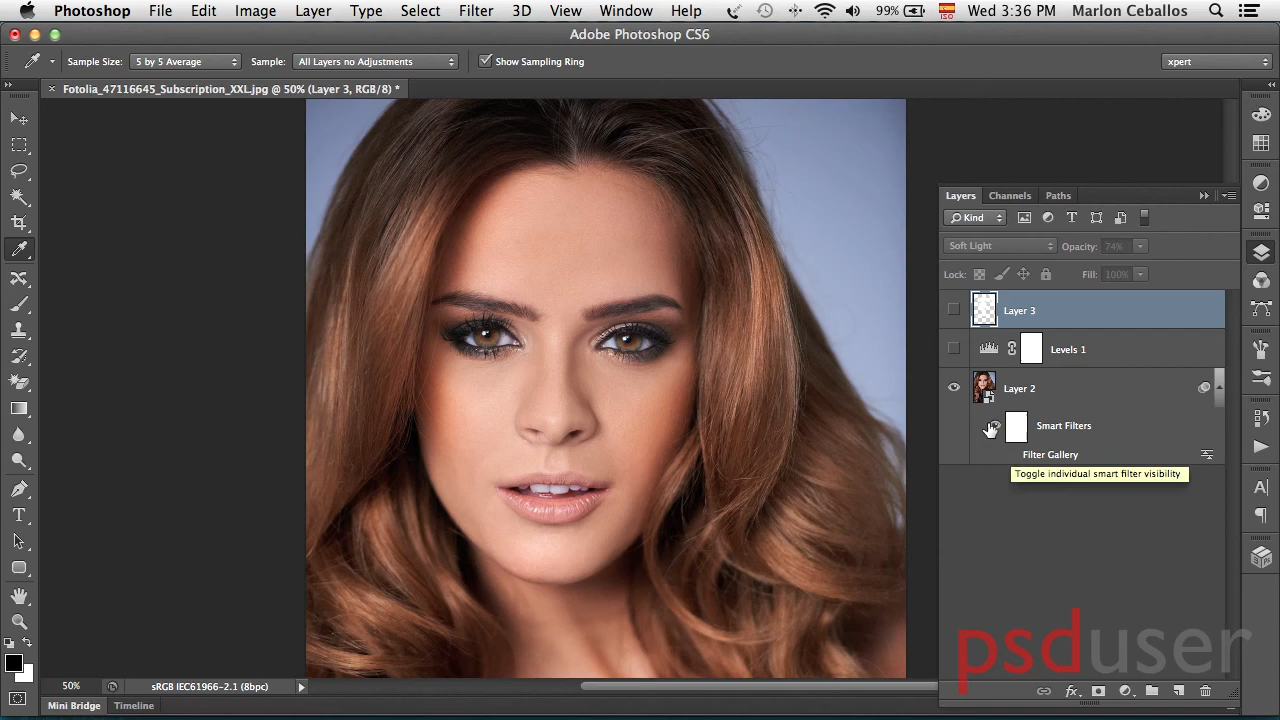 Photoshop File Edit Image Layer Type Select Filter 3D View Window Help 99% ISO Wed 3:36 PM Marlon Ceballos
Adobe Photoshop CS6
Sample Size: 5 by 5 Average Sample: All Layers no Adjustments Show Sampling Ring xpert
Fotolia_47116645_Subscription_XXL.jpg @ 50% (Layer 3, RGB/8) *
Layers Channels Paths
Kind
Soft Light Opacity: 74%
Lock: Fill: 100%
Layer 3
Levels 1
Layer 2
Smart Filters
Filter Gallery
Toggle individual smart filter visibility
psduser
50% sRGB IEC61966-2.1 (8bpc)
Mini Bridge Timeline